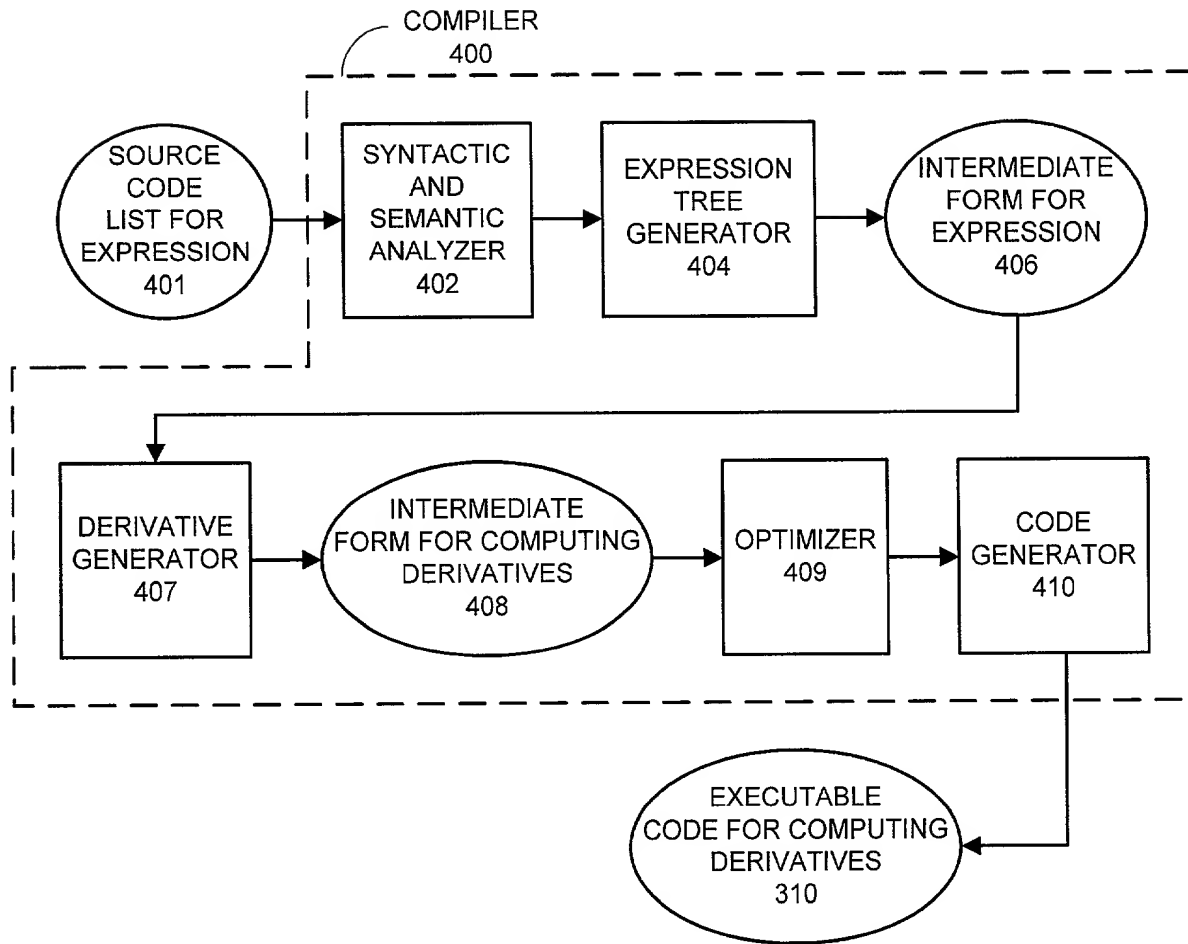 COMPILER
400
SOURCE
CODE
LIST FOR
EXPRESSION
401
SYNTACTIC
AND
SEMANTIC
ANALYZER
402
EXPRESSION
TREE
GENERATOR
404
INTERMEDIATE
FORM FOR
EXPRESSION
406
DERIVATIVE
GENERATOR
407
INTERMEDIATE
FORM FOR COMPUTING
DERIVATIVES
408
OPTIMIZER
409
CODE
GENERATOR
410
EXECUTABLE
CODE FOR COMPUTING
DERIVATIVES
310